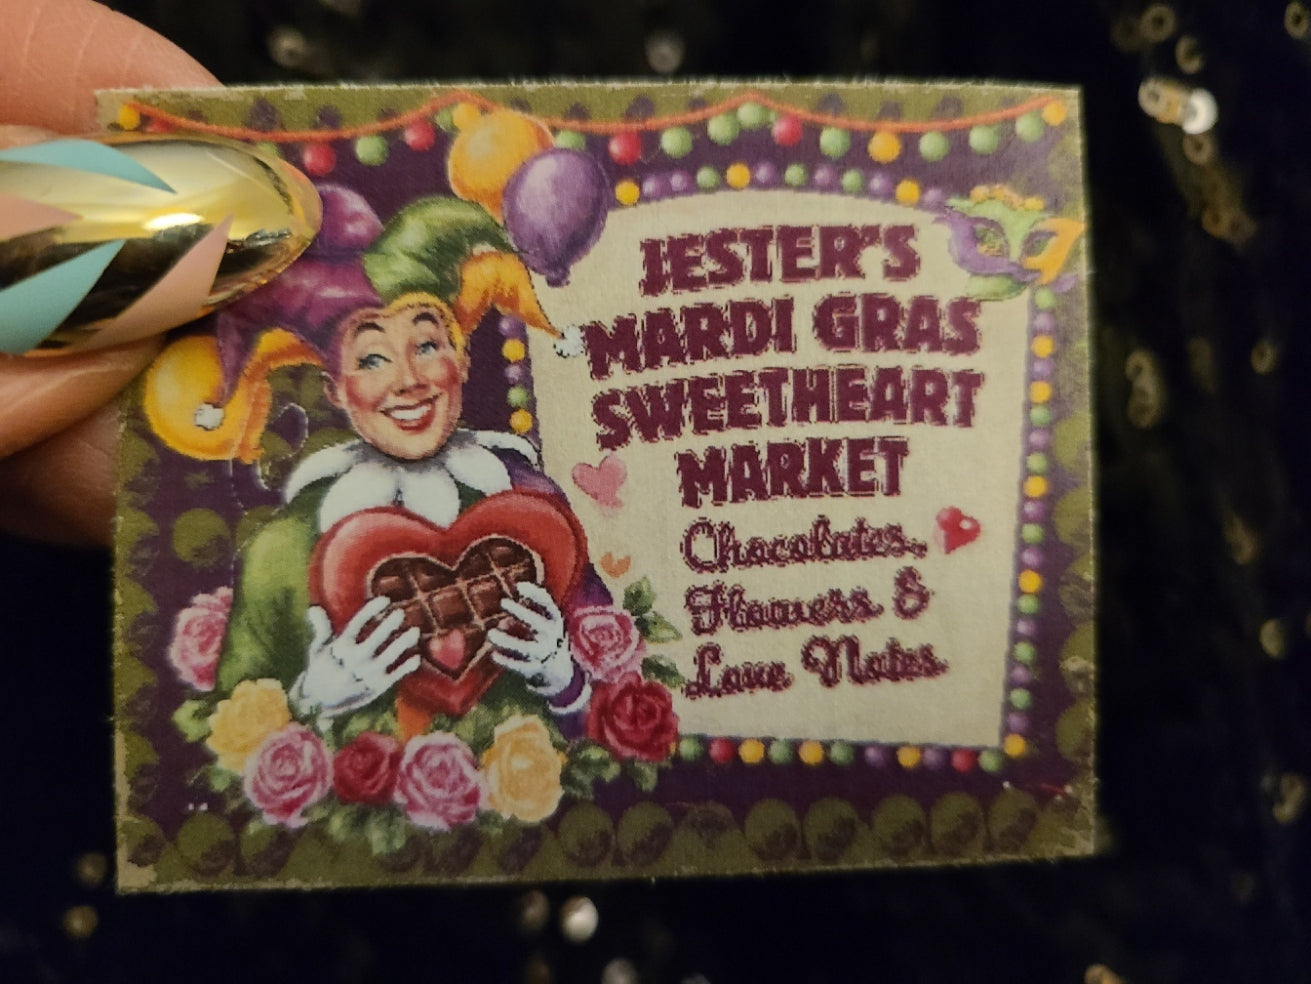 JESTER'S
MARDI GRAS
SWEETHEART
MARKET
Chocolates,
Flowers &
Love Notes